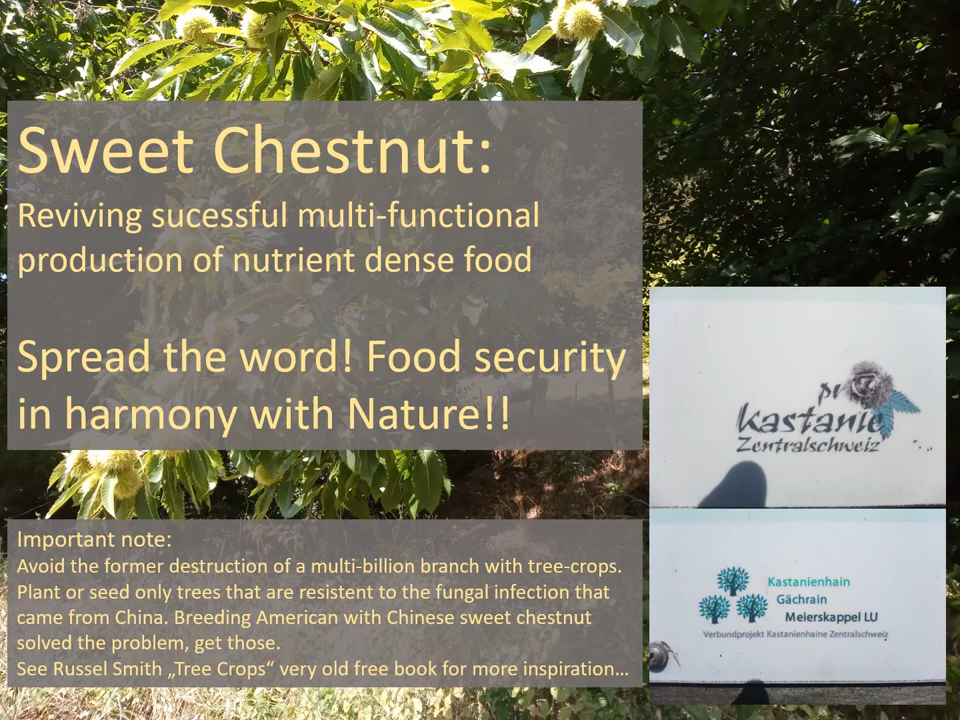 Sweet Chestnut:
Reviving sucessful multi-functional
production of nutrient dense food
Spread the word! Food security
in harmony with Nature!!
Important note:
Avoid the former destruction of a multi-billion branch with tree-crops.
Plant or seed only trees that are resistent to the fungal infection that
came from China. Breeding American with Chinese sweet chestnut
solved the problem, get those.
See Russel Smith „Tree Crops“ very old free book for more inspiration...
pr
Kastanie
Zentralschweiz
Kastanienhain
Gächrain
Meierskappel LU
Verbundprojekt Kastanienhaine Zentralschweiz